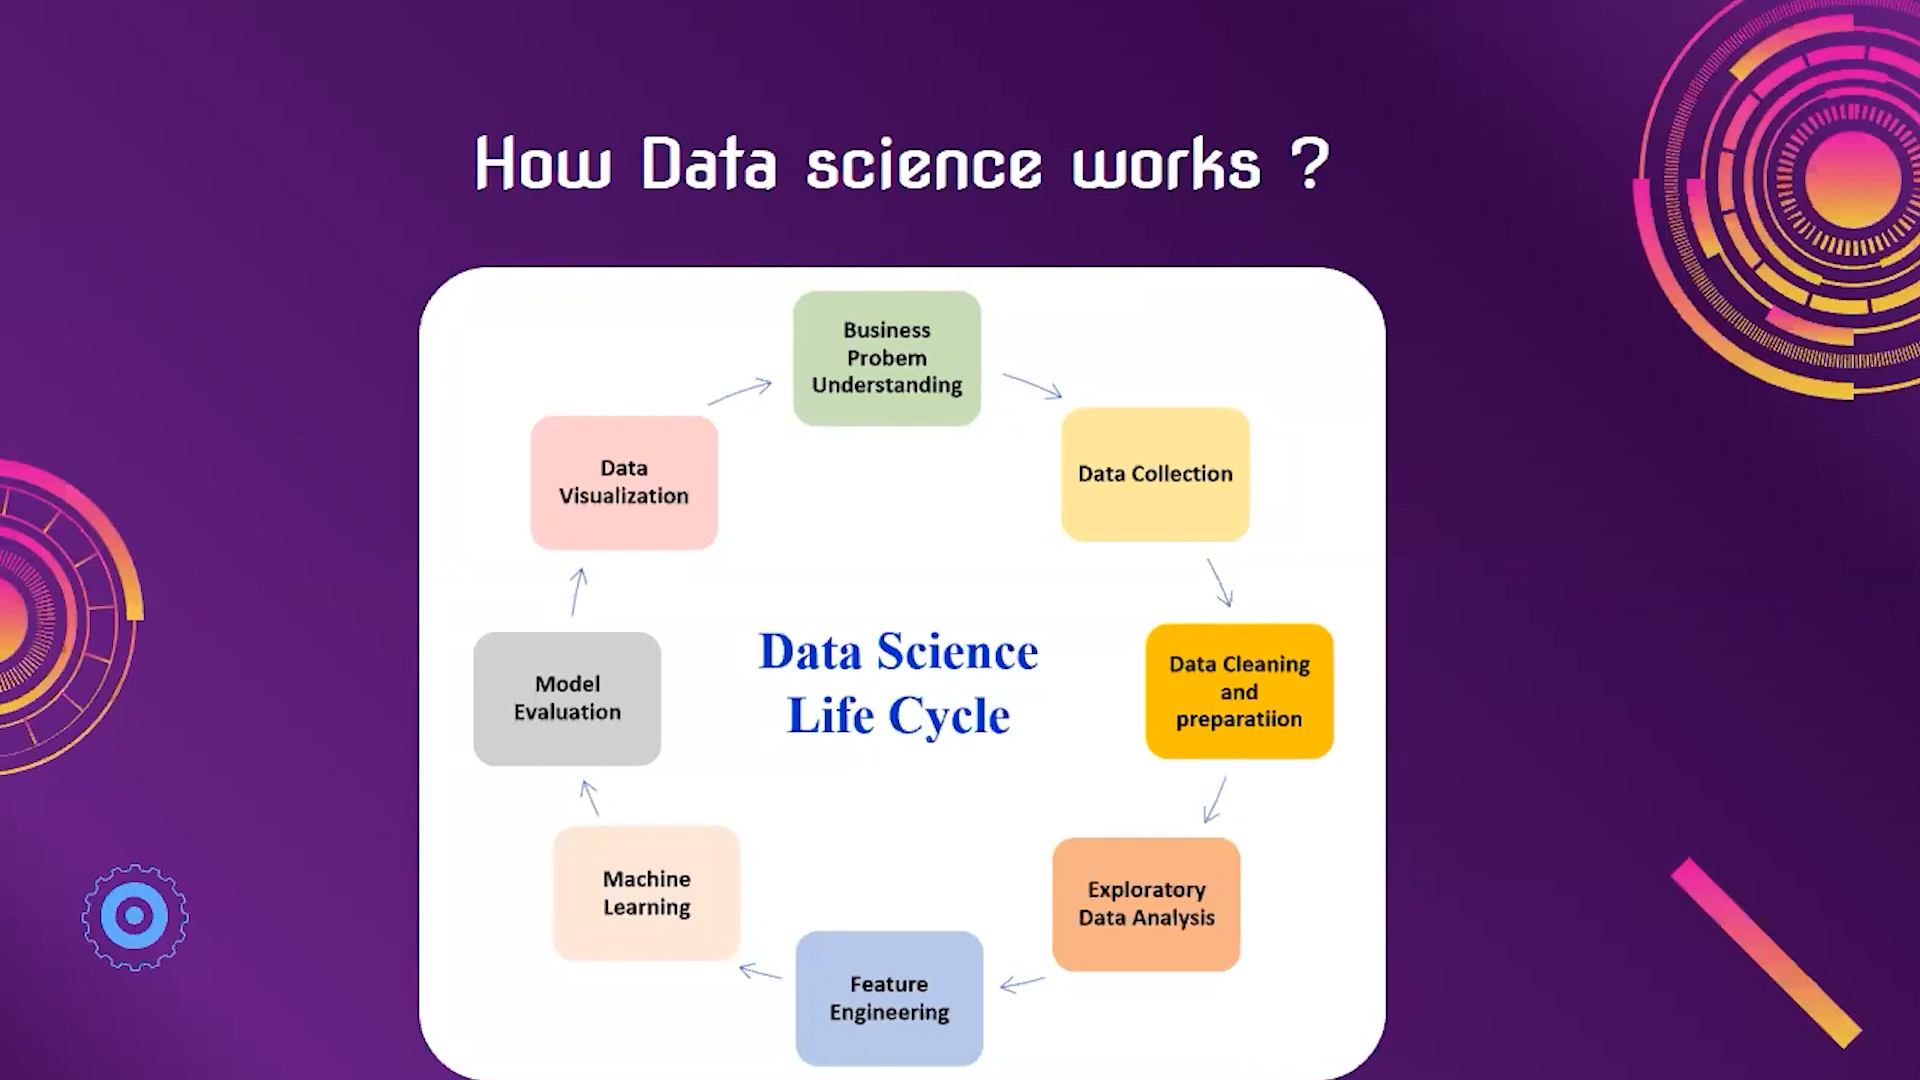 How Data science works ?
Business
Probem
Understanding
Data Collection
Data Cleaning
and
preparatiion
Exploratory
Data Analysis
Feature
Engineering
Machine
Learning
Model
Evaluation
Data
Visualization
Data Science
Life Cycle